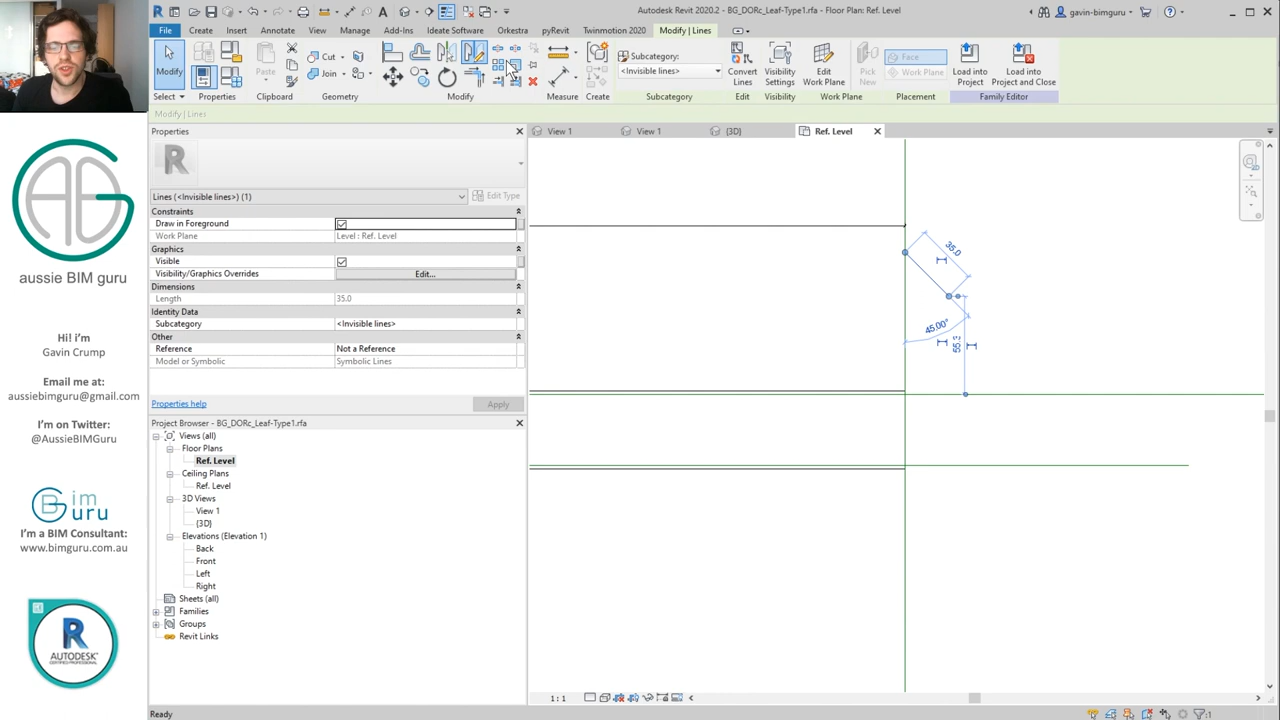 Autodesk Revit 2020.2 - BG_DORc_Leaf-Type1.rfa - Floor Plan: Ref. Level
gavin-bimguru
File
Create
Insert
Annotate
View
Manage
Add-Ins
Ideate Software
Orkestra
pyRevit
Twinmotion 2020
Modify | Lines
Modify
Paste
Cut
Join
Subcategory:
<Invisible lines>
Convert Lines
Visibility Settings
Edit Work Plane
Pick New
Face
Work Plane
Load into Project
Load into Project and Close
Select
Properties
Clipboard
Geometry
Modify
Measure
Create
Subcategory
Edit
Visibility
Work Plane
Placement
Family Editor
Modify | Lines
Properties
View 1
View 1
{3D}
Ref. Level
R
Lines (<Invisible lines>) (1)
Edit Type
Constraints
Draw in Foreground
Work Plane
Level : Ref. Level
Graphics
Visible
Visibility/Graphics Overrides
Edit...
Dimensions
Length
35.0
Identity Data
Subcategory
<Invisible lines>
Other
Reference
Not a Reference
Model or Symbolic
Symbolic Lines
Properties help
Apply
Project Browser - BG_DORc_Leaf-Type1.rfa
Views (all)
Floor Plans
Ref. Level
Ceiling Plans
Ref. Level
3D Views
View 1
{3D}
Elevations (Elevation 1)
Back
Front
Left
Right
Sheets (all)
Families
Groups
Revit Links
35.0
45.00°
1 : 1
Ready
:1
aussie BIM guru
Hi! i'm
Gavin Crump
Email me at:
aussiebimguru@gmail.com
I'm on Twitter:
@AussieBIMGuru
Bim
Guru
I'm a BIM Consultant:
www.bimguru.com.au
R
AUTODESK
CERTIFIED PROFESSIONAL